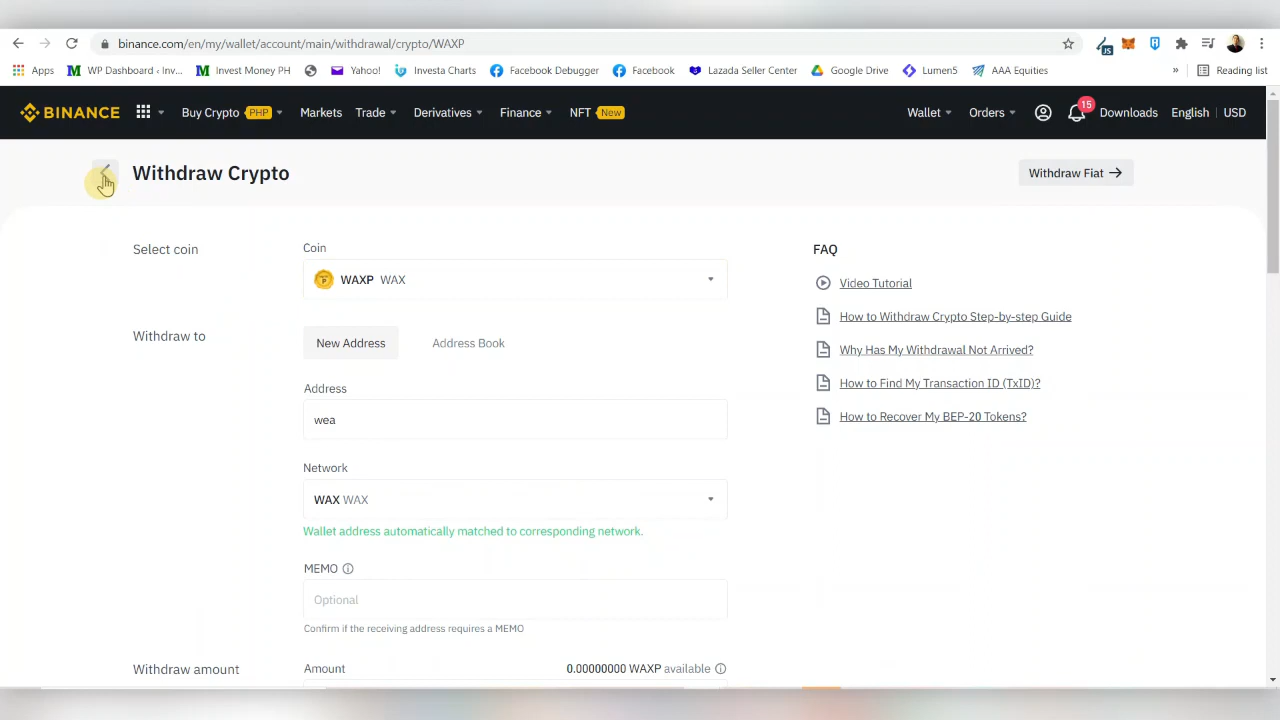 binance.com/en/my/wallet/account/main/withdrawal/crypto/WAXP
JS
Apps WP Dashboard ‹ Inv... Invest Money PH Yahoo! Investa Charts Facebook Debugger Facebook Lazada Seller Center Google Drive Lumen5 AAA Equities » Reading list
BINANCE Buy Crypto PHP Markets Trade Derivatives Finance NFT New Wallet Orders 15 Downloads English USD
Withdraw Crypto Withdraw Fiat →
Select coin
Coin
WAXP WAX
Withdraw to
New Address Address Book
Address
wea
Network
WAX WAX
Wallet address automatically matched to corresponding network.
MEMO
Optional
Confirm if the receiving address requires a MEMO
Withdraw amount
Amount 0.00000000 WAXP available
FAQ
Video Tutorial
How to Withdraw Crypto Step-by-step Guide
Why Has My Withdrawal Not Arrived?
How to Find My Transaction ID (TxID)?
How to Recover My BEP-20 Tokens?